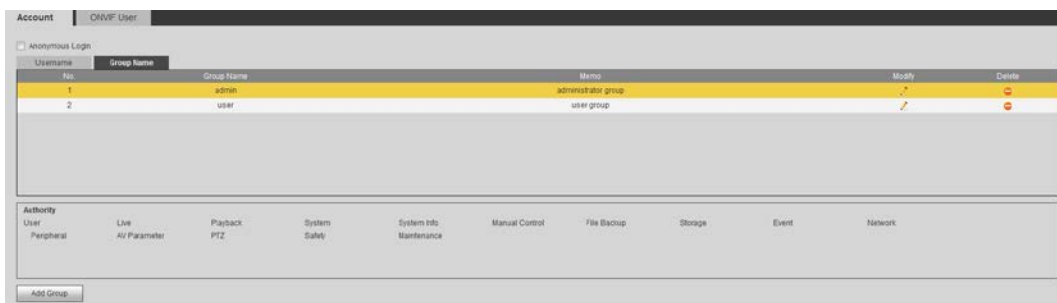 Account ONVIF User
Anonymous Login
Username Group Name
No. Group Name Memo Modify Delete
1 admin administrator group
2 user user group
Authority
User Live Playback System System Info Manual Control File Backup Storage Event Network
Peripheral AV Parameter PTZ Safety Maintenance
Add Group